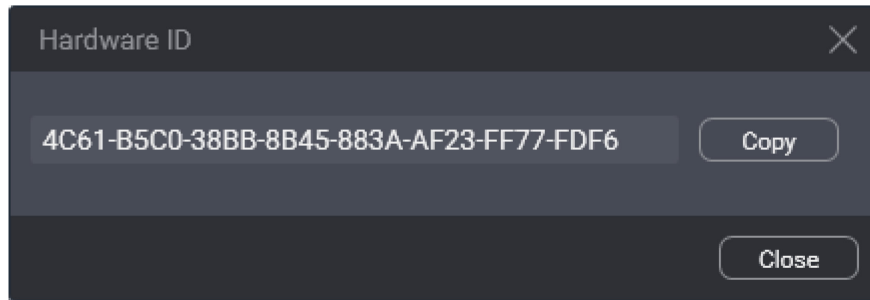 Hardware ID
4C61-B5C0-38BB-8B45-883A-AF23-FF77-FDF6 Copy
Close